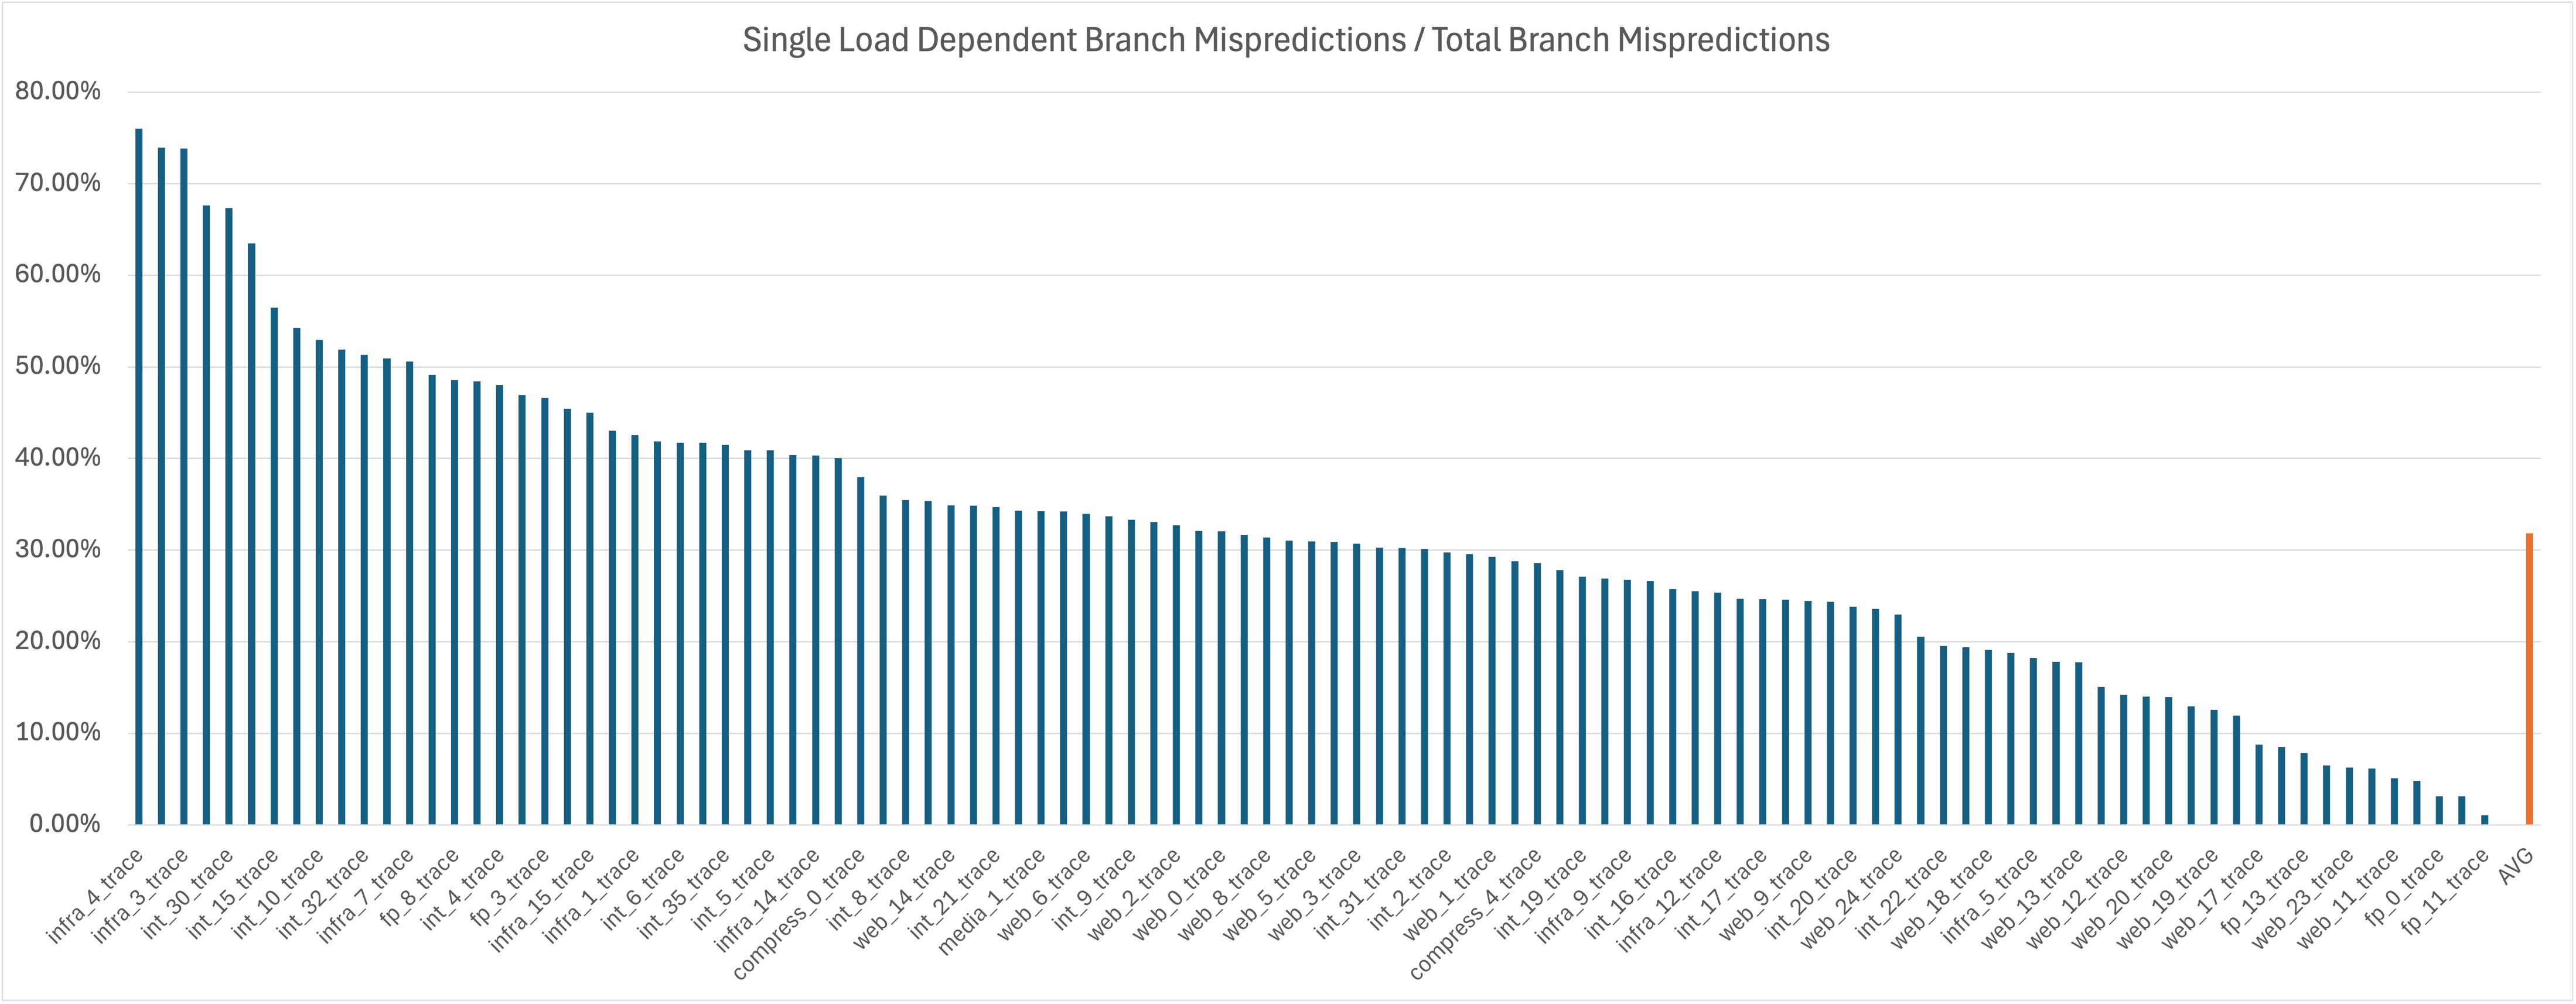 Single Load Dependent Branch Mispredictions / Total Branch Mispredictions
80.00%
70.00%
60.00%
50.00%
40.00%
30.00%
20.00%
10.00%
0.00%
infra_4_trace
infra_3_trace
int_30_trace
int_15_trace
int_10_trace
int_32_trace
infra_7_trace
fp_8_trace
int_4_trace
fp_3_trace
infra_15_trace
infra_1_trace
int_6_trace
int_35_trace
int_5_trace
infra_14_trace
compress_0_trace
int_8_trace
web_14_trace
int_21_trace
media_1_trace
web_6_trace
int_9_trace
web_2_trace
web_0_trace
web_8_trace
web_5_trace
web_3_trace
int_31_trace
int_2_trace
web_1_trace
compress_4_trace
int_19_trace
infra_9_trace
int_16_trace
infra_12_trace
int_17_trace
web_9_trace
int_20_trace
web_24_trace
int_22_trace
web_18_trace
infra_5_trace
web_13_trace
web_12_trace
web_20_trace
web_19_trace
web_17_trace
fp_13_trace
web_23_trace
web_11_trace
fp_0_trace
fp_11_trace
AVG